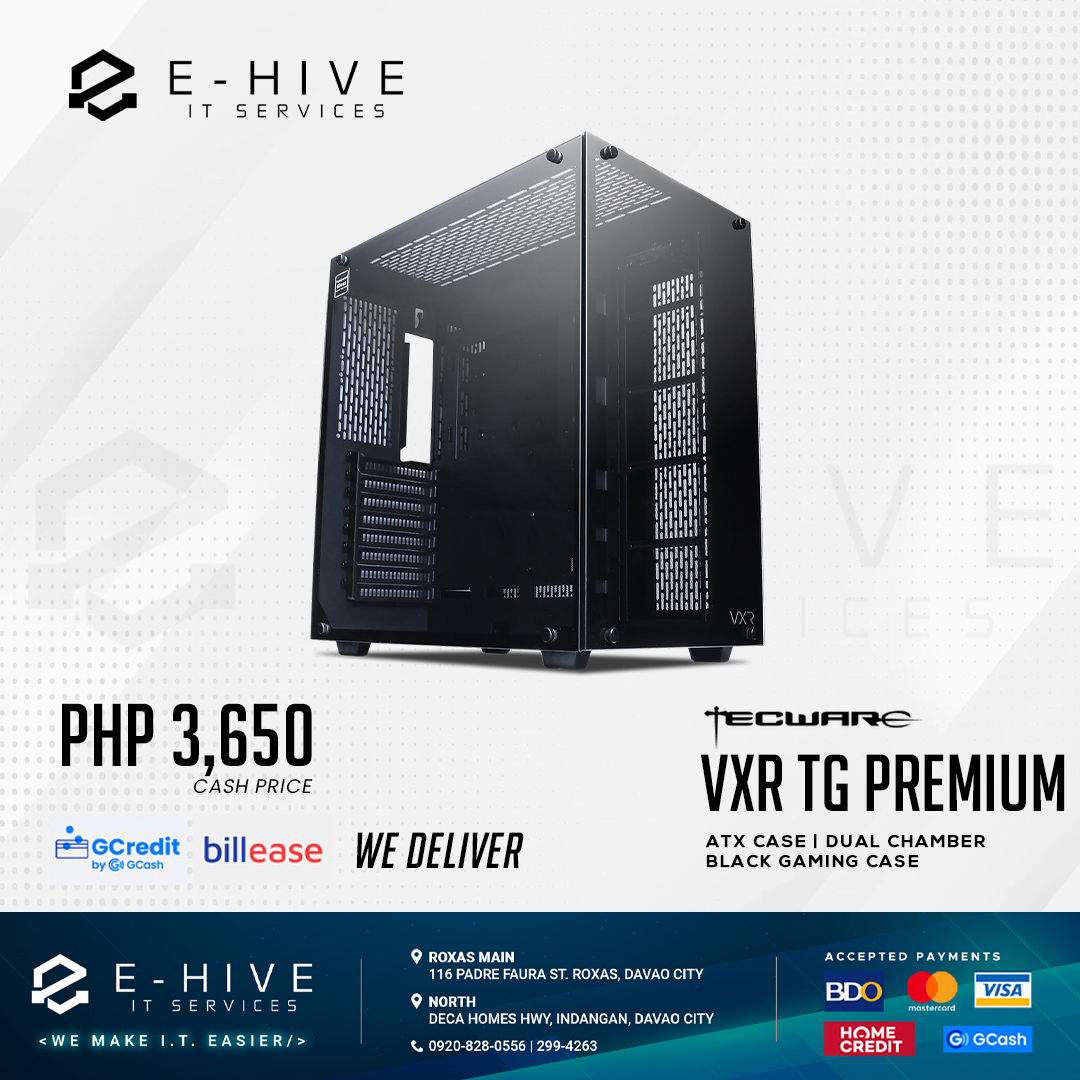 E-HIVE
IT SERVICES
VXR
PHP 3,650
CASH PRICE
GCredit
by GCash
billease
WE DELIVER
TECWARE
VXR TG PREMIUM
ATX CASE | DUAL CHAMBER
BLACK GAMING CASE
E-HIVE
IT SERVICES
<WE MAKE I.T. EASIER/>
ROXAS MAIN
116 PADRE FAURA ST. ROXAS, DAVAO CITY
NORTH
DECA HOMES HWY, INDANGAN, DAVAO CITY
0920-828-0556 | 299-4263
ACCEPTED PAYMENTS
BDO
mastercard
VISA
HOME
CREDIT
GCash